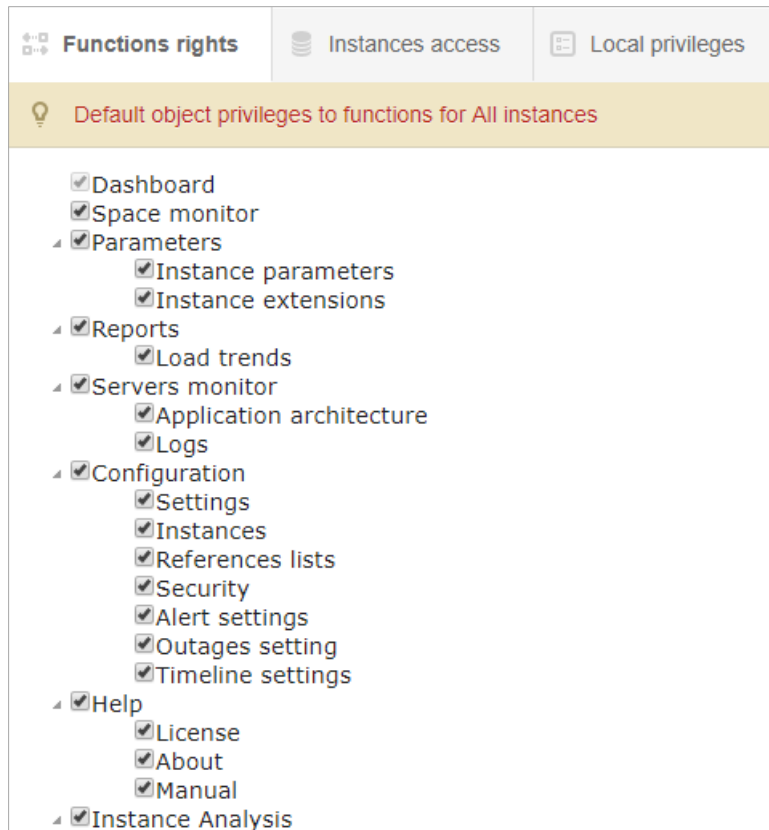 Functions rights Instances access Local privileges
Default object privileges to functions for All instances
Dashboard
Space monitor
Parameters
Instance parameters
Instance extensions
Reports
Load trends
Servers monitor
Application architecture
Logs
Configuration
Settings
Instances
References lists
Security
Alert settings
Outages setting
Timeline settings
Help
License
About
Manual
Instance Analysis